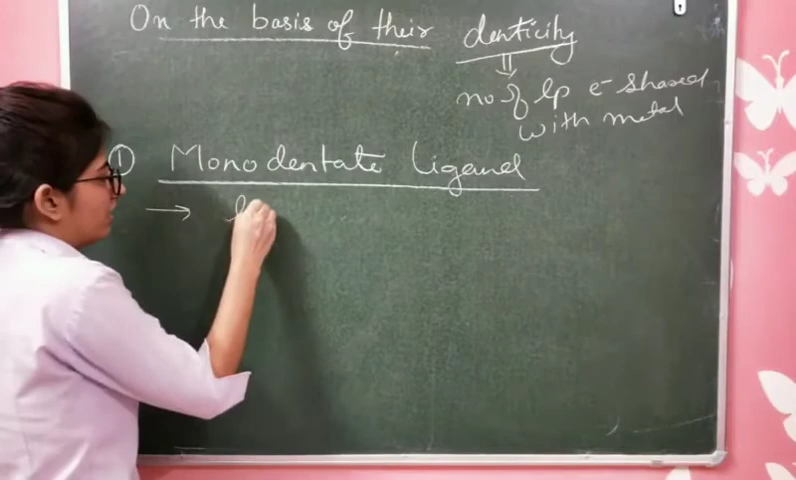 On the basis of their denticity
no of lp e- shared
with metal
① Monodentate Ligand
→ l